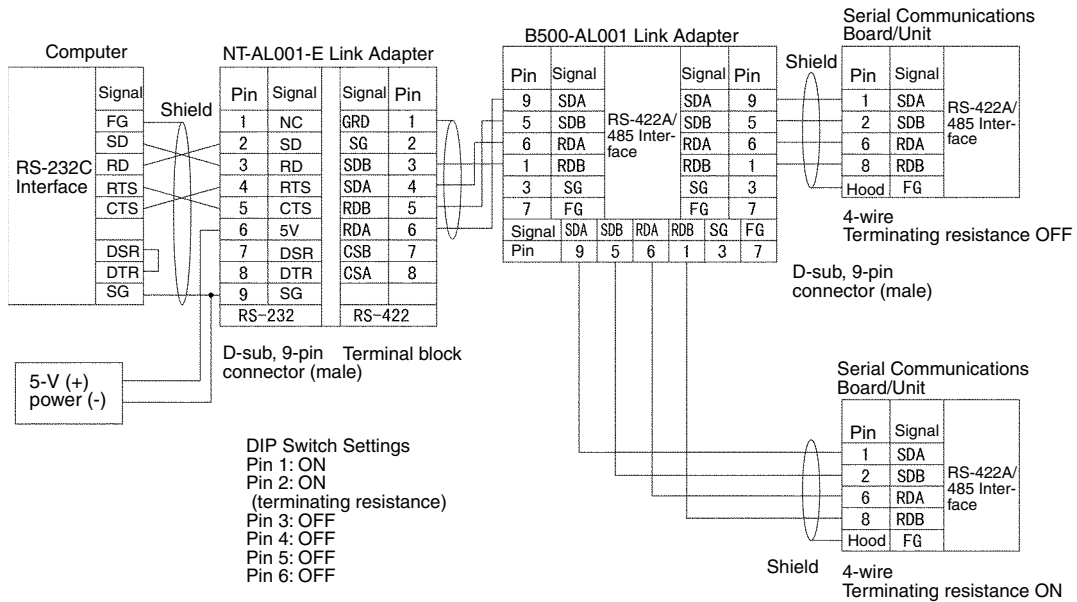 Computer
Signal
FG
SD
RD
RTS
CTS
DSR
DTR
SG
RS-232C
Interface
Shield
5-V (+)
power (-)
NT-AL001-E Link Adapter
Pin Signal Signal Pin
1 NC GRD 1
2 SD SG 2
3 RD SDB 3
4 RTS SDA 4
5 CTS RDB 5
6 5V RDA 6
7 DSR CSB 7
8 DTR CSA 8
9 SG
RS-232 RS-422
D-sub, 9-pin
connector (male)
Terminal block
DIP Switch Settings
Pin 1: ON
Pin 2: ON
(terminating resistance)
Pin 3: OFF
Pin 4: OFF
Pin 5: OFF
Pin 6: OFF
B500-AL001 Link Adapter
Pin Signal Signal Pin
9 SDA SDA 9
5 SDB SDB 5
6 RDA RDA 6
1 RDB RDB 1
3 SG SG 3
7 FG FG 7
RS-422A/
485 Inter-
face
Signal SDA SDB RDA RDB SG FG
Pin 9 5 6 1 3 7
D-sub, 9-pin
connector (male)
Serial Communications
Board/Unit
Shield
Pin Signal
1 SDA
2 SDB
6 RDA
8 RDB
Hood FG
RS-422A/
485 Inter-
face
4-wire
Terminating resistance OFF
Serial Communications
Board/Unit
Pin Signal
1 SDA
2 SDB
6 RDA
8 RDB
Hood FG
RS-422A/
485 Inter-
face
Shield
4-wire
Terminating resistance ON